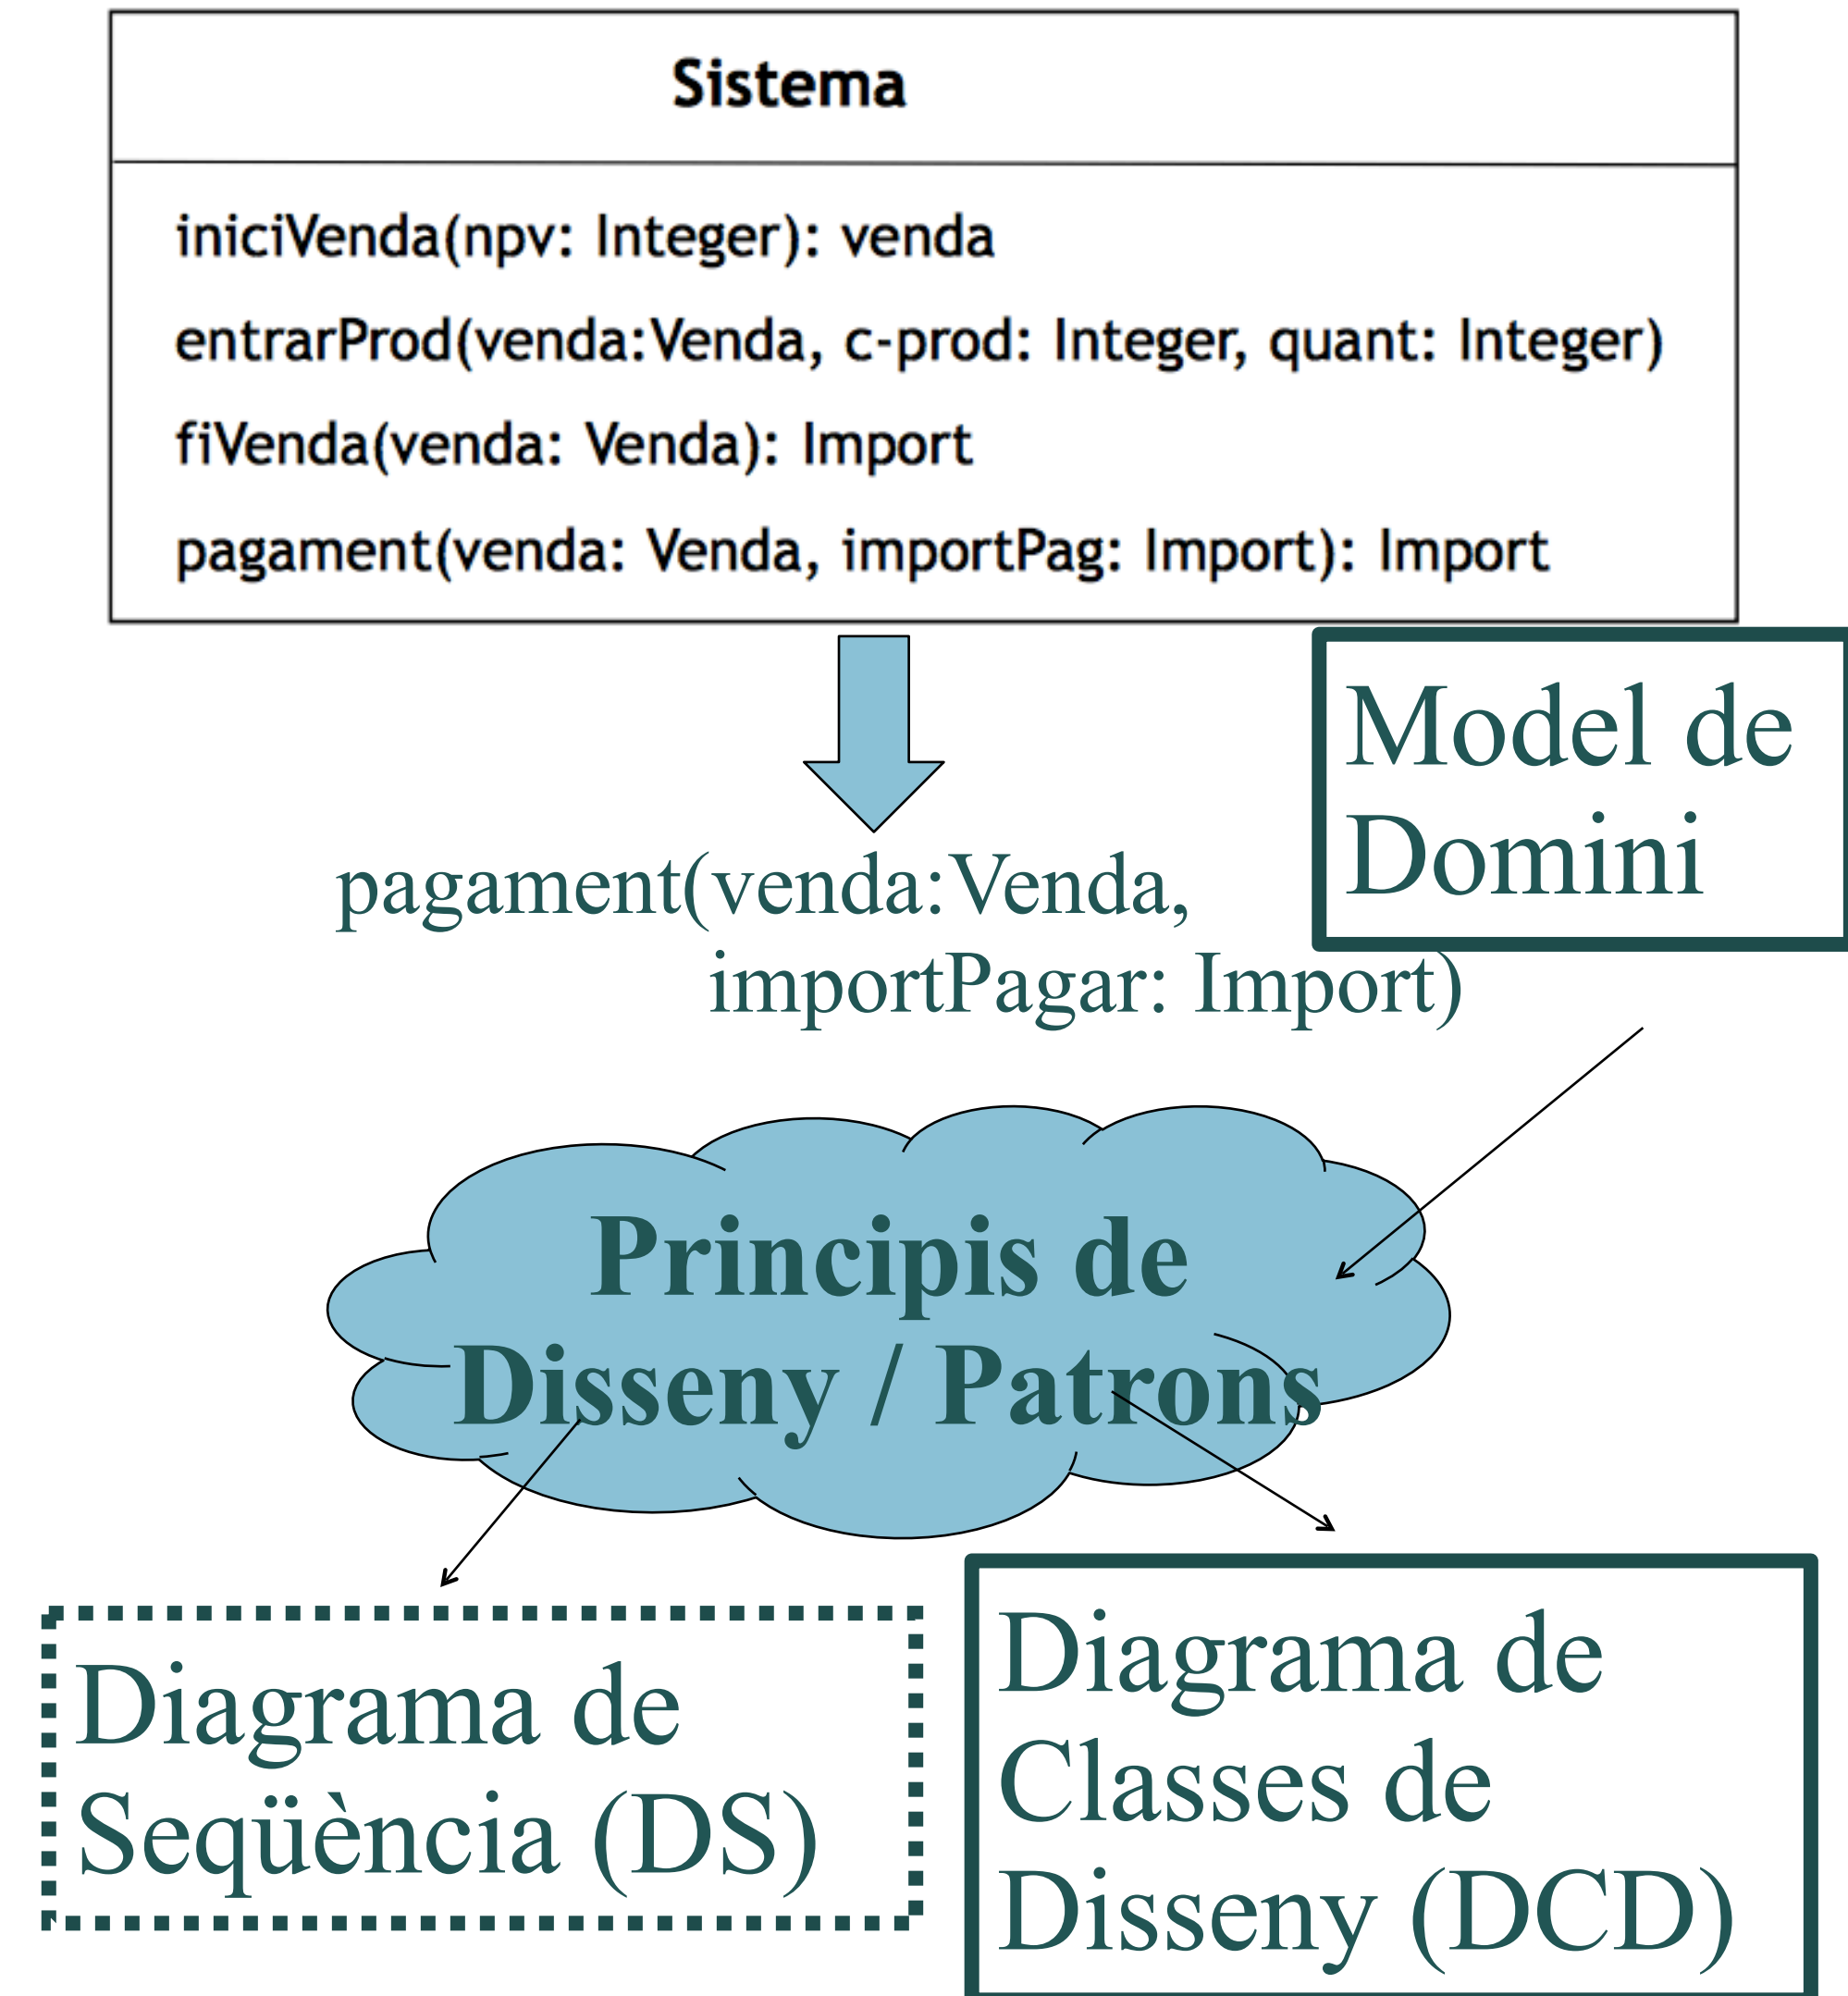 Sistema
iniciVenda(npv: Integer): venda
entrarProd(venda:Venda, c-prod: Integer, quant: Integer)
fiVenda(venda: Venda): Import
pagament(venda: Venda, importPag: Import): Import
Model de
Domini
pagament(venda:Venda,
importPagar: Import)
Principis de
Disseny / Patrons
Diagrama de
Seqüència (DS)
Diagrama de
Classes de
Disseny (DCD)